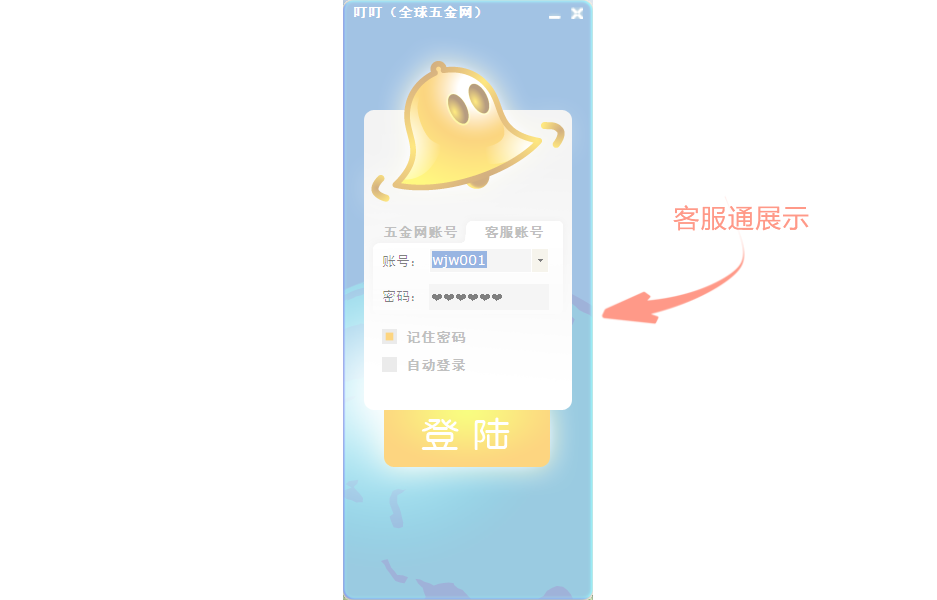 叮叮（全球五金网）
五金网账号 客服账号
账号： wjw001
密码： ❤❤❤❤❤❤
记住密码
自动登录
登 陆
客服通展示